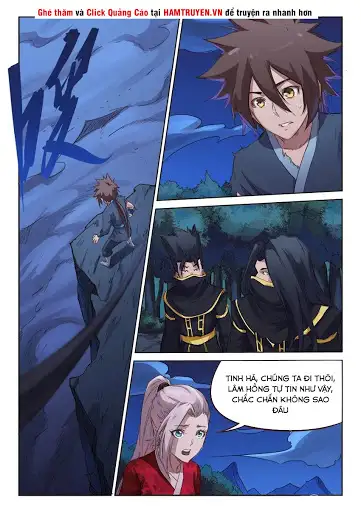 Ghé thăm và Click Quảng Cáo tại HAMTRUYEN.VN để truyện ra nhanh hơn
TINH HÀ, CHÚNG TA ĐI THÔI,
LÂM HỒNG TỰ TIN NHƯ VẬY,
CHẮC CHẮN KHÔNG SAO
ĐÂU